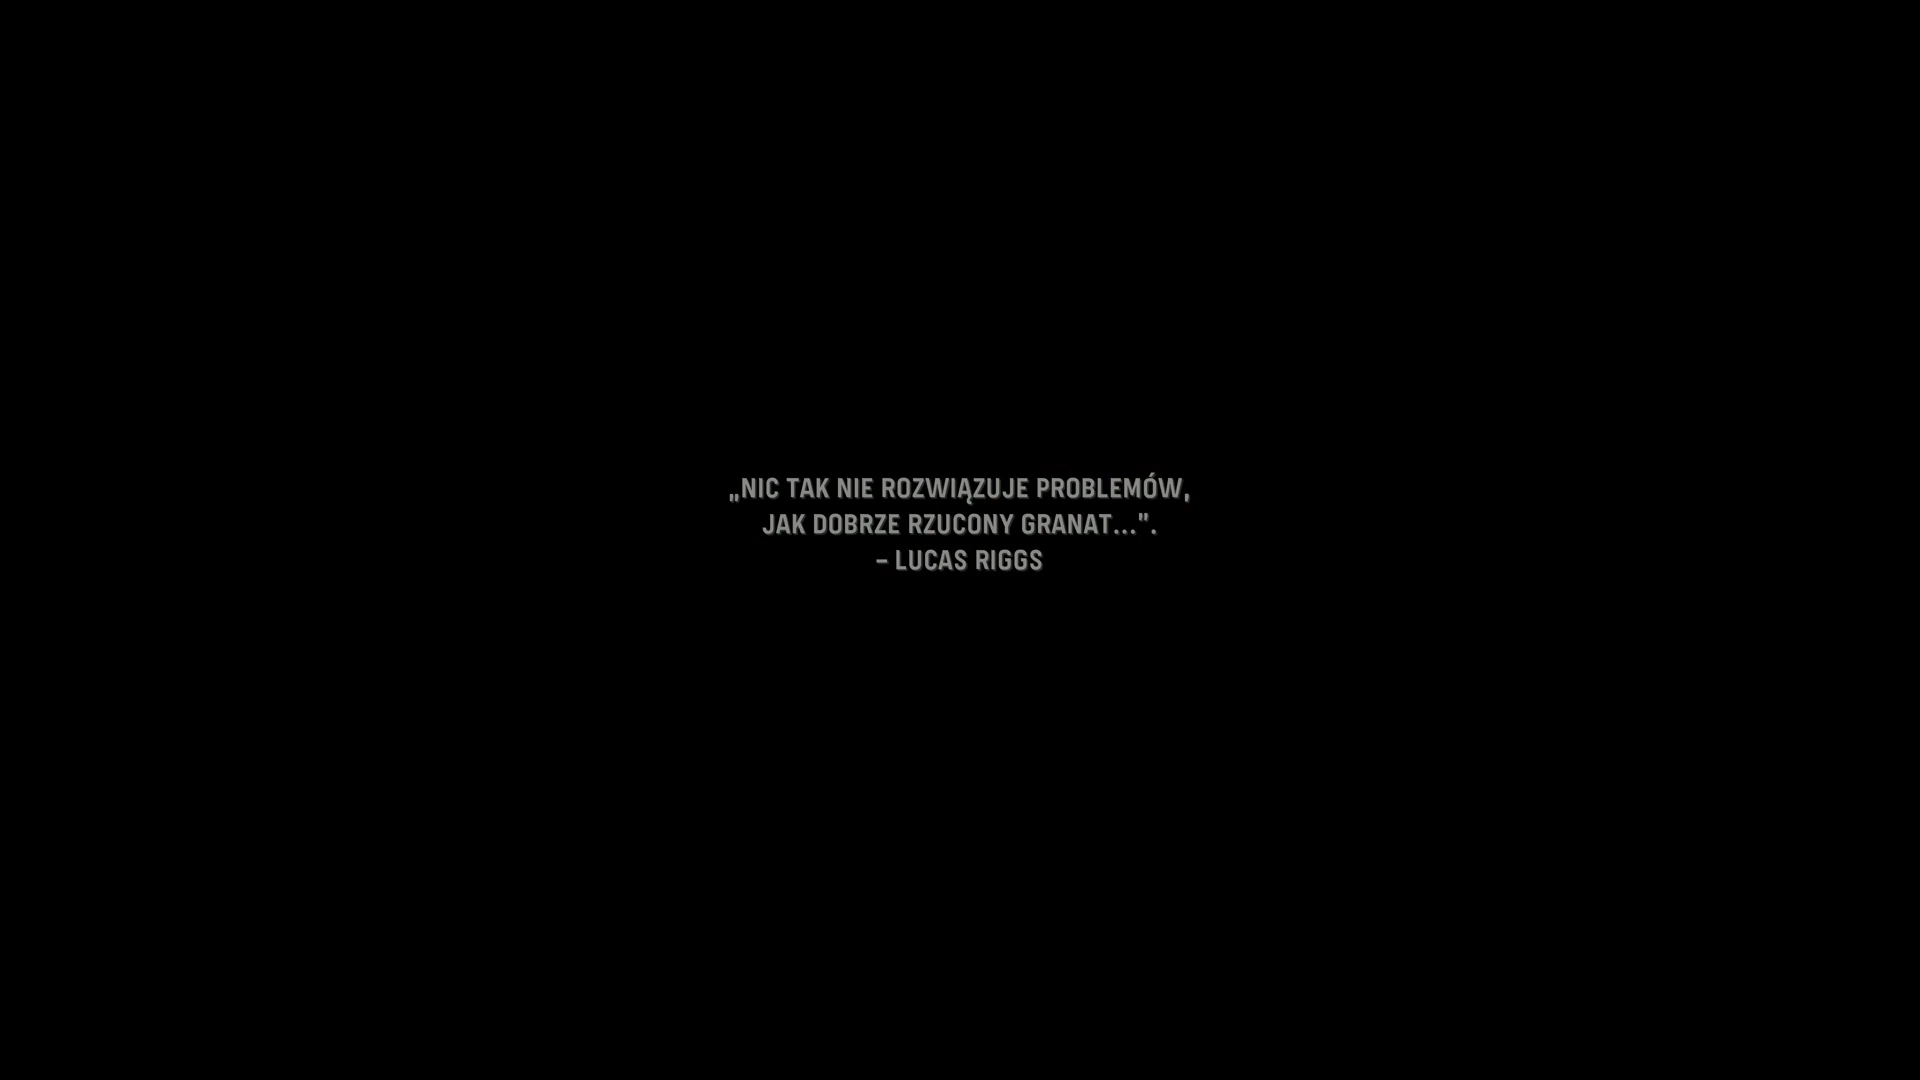 „NIC TAK NIE ROZWIĄZUJE PROBLEMÓW,
JAK DOBRZE RZUCONY GRANAT...".
– LUCAS RIGGS